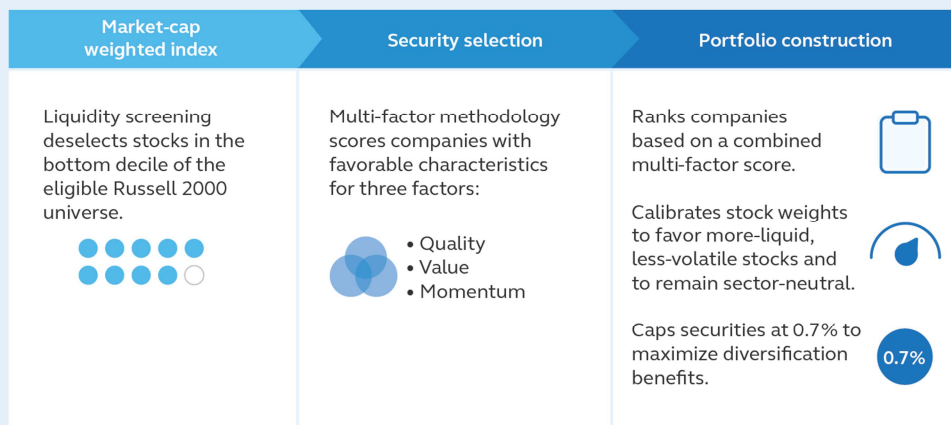 Market-cap
weighted index
Security selection
Portfolio construction
Liquidity screening
deselects stocks in the
bottom decile of the
eligible Russell 2000
universe.
Multi-factor methodology
scores companies with
favorable characteristics
for three factors:
• Quality
• Value
• Momentum
Ranks companies
based on a combined
multi-factor score.
Calibrates stock weights
to favor more-liquid,
less-volatile stocks and
to remain sector-neutral.
Caps securities at 0.7% to
maximize diversification
benefits.
0.7%